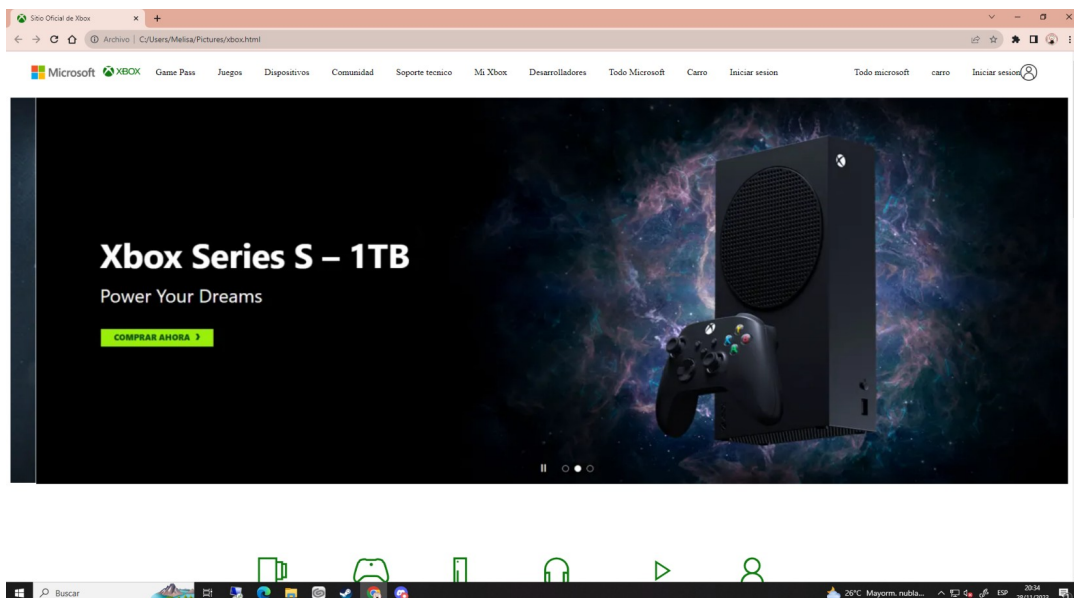 Sitio Oficial de Xbox
Archivo | C:/Users/Melisa/Pictures/xbox.html
Microsoft XBOX Game Pass Juegos Dispositivos Comunidad Soporte tecnico Mi Xbox Desarrolladores Todo Microsoft Carro Iniciar sesion Todo microsoft carro Iniciar sesion
Xbox Series S – 1TB
Power Your Dreams
COMPRAR AHORA
Buscar 26°C Mayorm. nubla... ESP 20:34